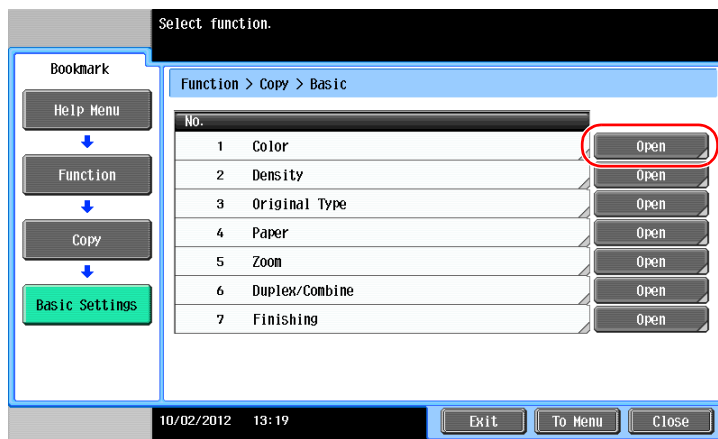 Select function.
Bookmark
Help Menu
Function
Copy
Basic Settings
Function > Copy > Basic
No.
1 Color Open
2 Density Open
3 Original Type Open
4 Paper Open
5 Zoom Open
6 Duplex/Combine Open
7 Finishing Open
10/02/2012 13:19 Exit To Menu Close